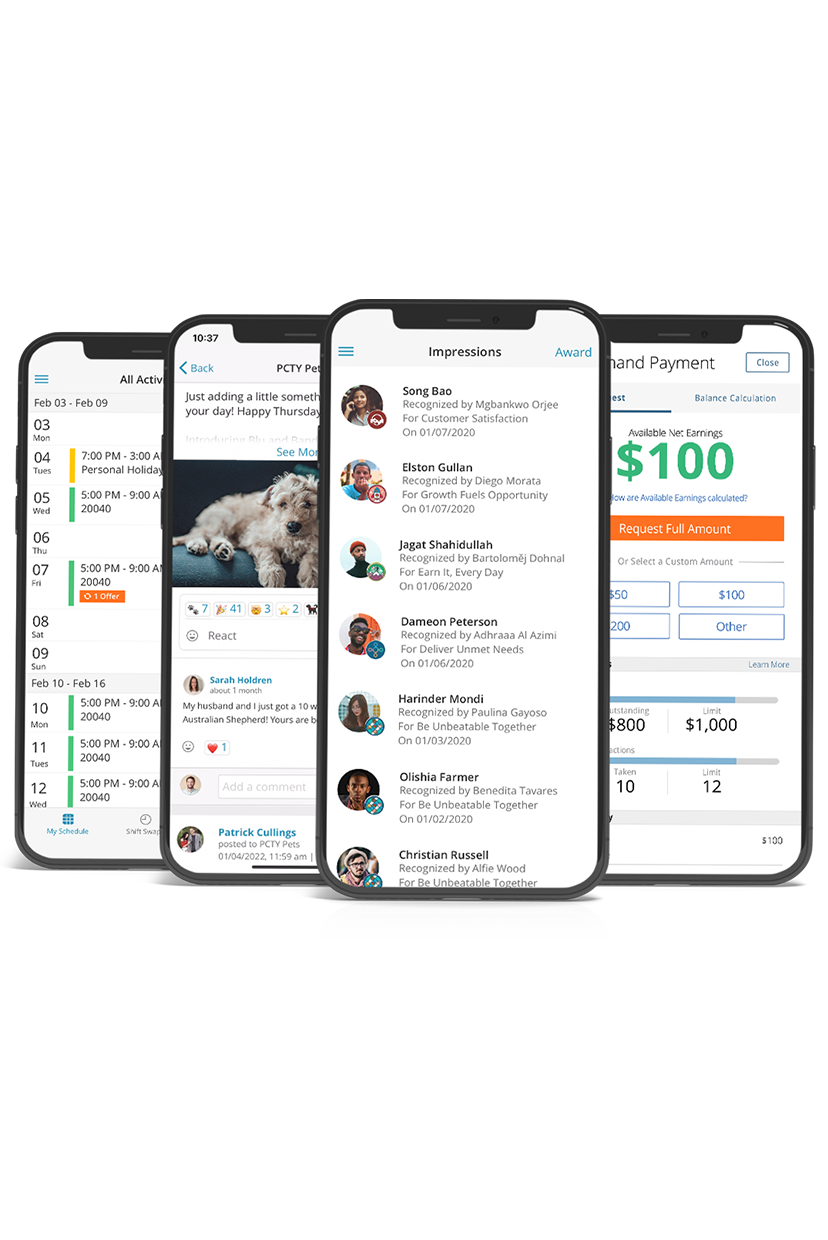 All Activ
Feb 03 - Feb 09
03
Mon
04
Tues
7:00 PM - 3:00 A
Personal Holiday
05
Wed
5:00 PM - 9:00 A
20040
06
Thu
07
Fri
5:00 PM - 9:00 A
20040
1 Offer
08
Sat
09
Sun
Feb 10 - Feb 16
10
Mon
5:00 PM - 9:00 A
20040
11
Tues
5:00 PM - 9:00 A
20040
12
Wed
5:00 PM - 9:00 A
20040
My Schedule
Shift Swap
10:37
Back
PCTY Pet
Just adding a little someth
your day! Happy Thursday
Introducing Blu and Band
See Mor
7 41 3 2
React
Sarah Holdren
about 1 month
My husband and I just got a 10 w
Australian Shepherd! Yours are b
1
Add a comment
Patrick Cullings
posted to PCTY Pets
01/04/2022, 11:59 am |
Impressions
Award
Song Bao
Recognized by Mgbankwo Orjee
For Customer Satisfaction
On 01/07/2020
Elston Gullan
Recognized by Diego Morata
For Growth Fuels Opportunity
On 01/07/2020
Jagat Shahidullah
Recognized by Bartoloměj Dohnal
For Earn It, Every Day
On 01/06/2020
Dameon Peterson
Recognized by Adhraaa Al Azimi
For Deliver Unmet Needs
On 01/06/2020
Harinder Mondi
Recognized by Paulina Gayoso
For Be Unbeatable Together
On 01/03/2020
Olishia Farmer
Recognized by Benedita Tavares
For Be Unbeatable Together
On 01/02/2020
Christian Russell
Recognized by Alfie Wood
For Be Unbeatable Together
nand Payment
Close
est
Balance Calculation
Available Net Earnings
$100
How are Available Earnings calculated?
Request Full Amount
Or Select a Custom Amount
$50
$100
200
Other
s
Learn More
utstanding
$800
Limit
$1,000
actions
Taken
10
Limit
12
y
$100